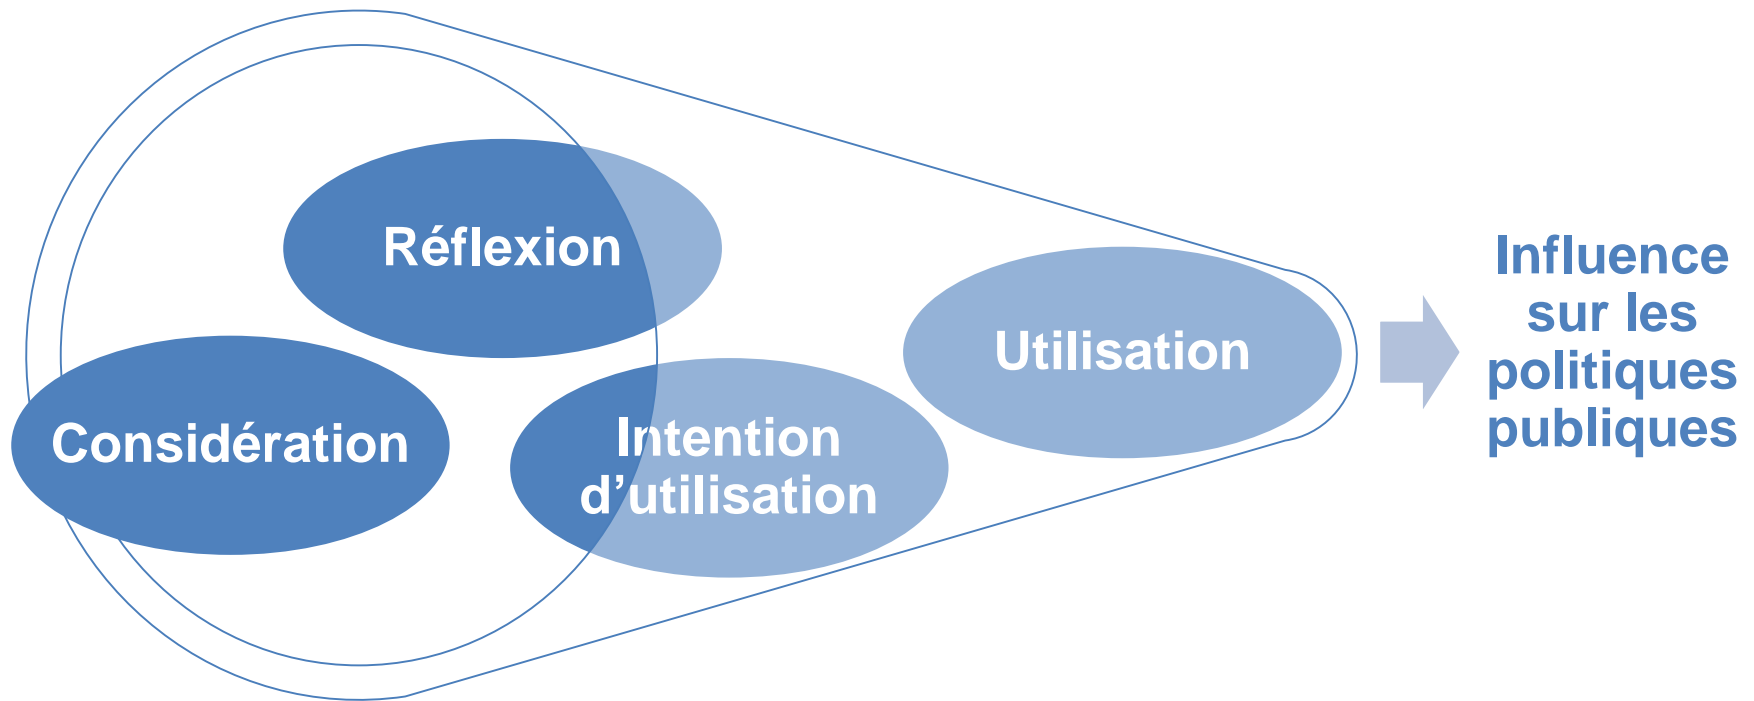 Réflexion
Considération
Intention
d’utilisation
Utilisation
Influence
sur les
politiques
publiques